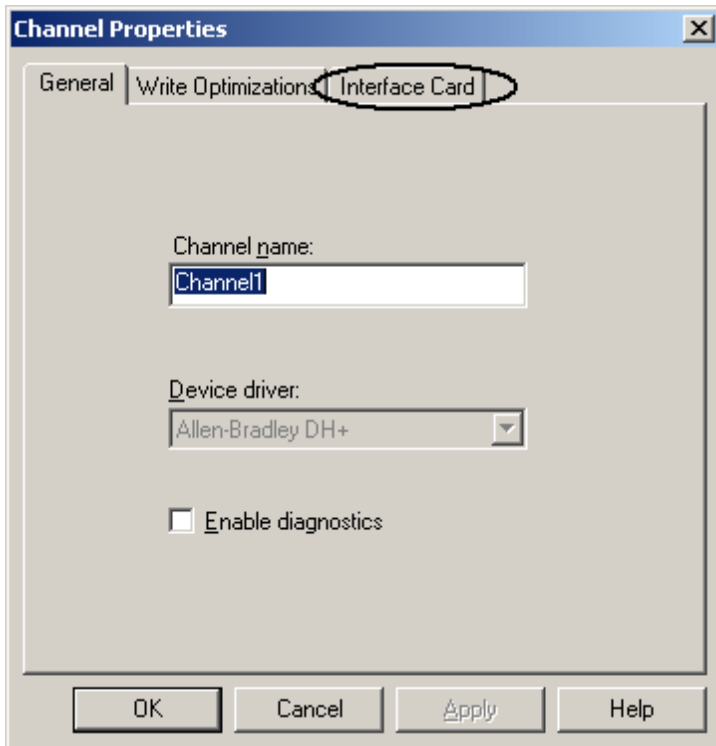 Channel Properties
General Write Optimizations Interface Card
Channel name:
Channel1
Device driver:
Allen-Bradley DH+
Enable diagnostics
OK Cancel Apply Help